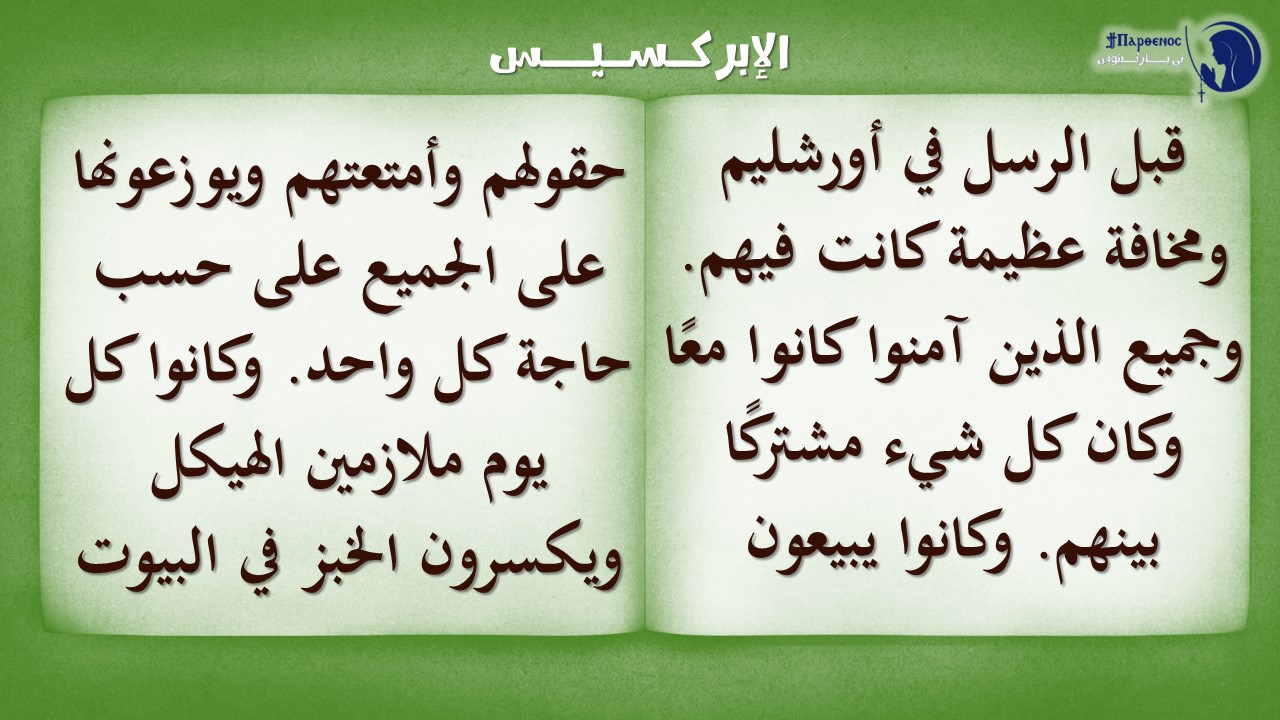 الإبركسيس
ϮΠαρθενος
بي بارثينوس
قبل الرسل في أورشليم
ومخافة عظيمة كانت فيهم.
وجميع الذين آمنوا كانوا معًا
وكان كل شيء مشتركًا
بينهم. وكانوا يبيعون
حقولهم وأمتعتهم ويوزعونها
على الجميع على حسب
حاجة كل واحد. وكانوا كل
يوم ملازمين الهيكل
ويكسرون الخبز في البيوت